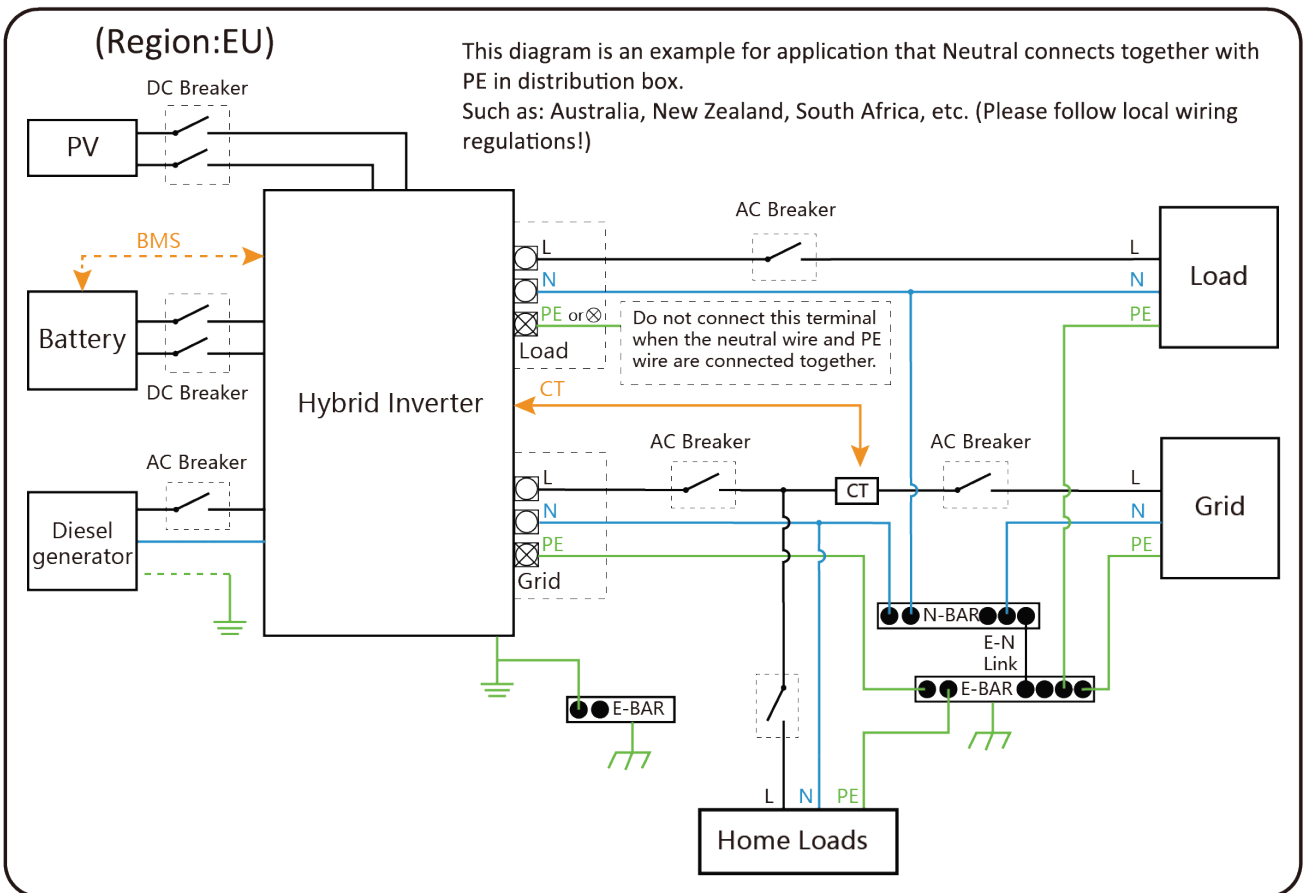 (Region:EU)
This diagram is an example for application that Neutral connects together with
PE in distribution box.
Such as: Australia, New Zealand, South Africa, etc. (Please follow local wiring
regulations!)
DC Breaker
PV
AC Breaker
BMS
L
L
N
N
Load
PE or⊗
PE
Do not connect this terminal
when the neutral wire and PE
wire are connected together.
Load
Battery
DC Breaker
CT
Hybrid Inverter
AC Breaker
AC Breaker
AC Breaker
L
CT
L
N
N
Grid
Diesel
generator
PE
PE
Grid
N-BAR
E-N
Link
E-BAR
E-BAR
L
N
PE
Home Loads